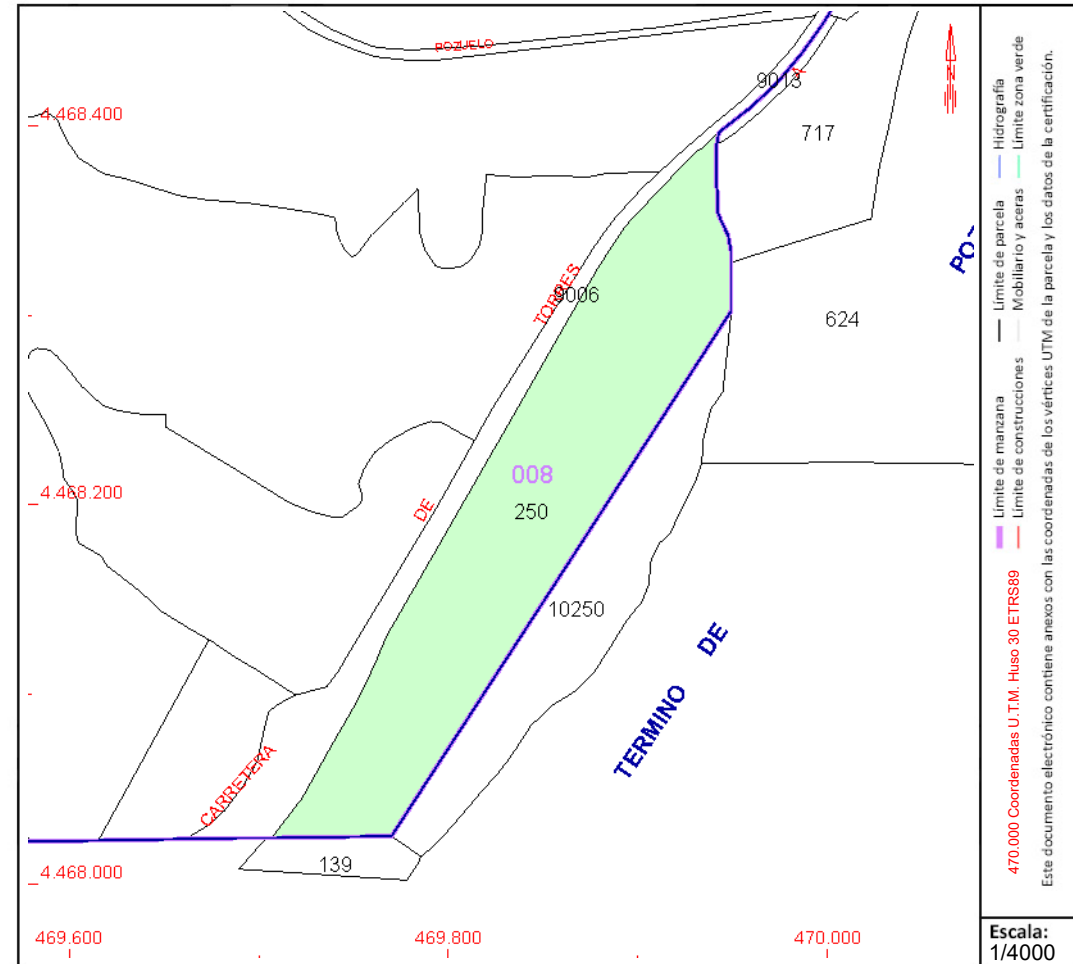 POZUELO
9013
A
4.468.400
717
TORRES
9006
624
008
4.468.200
DE
250
10250
DE
TERMINO
CARRETERA
139
4.468.000
469.600
469.800
470.000
Hidrografía
Límite zona verde
Límite de parcela
Mobiliario y aceras
Límite de manzana
Límite de construcciones
470.000 Coordenadas U.T.M. Huso 30 ETRS89
Este documento electrónico contiene anexos con las coordenadas de los vértices UTM de la parcela y los datos de la certificación.
Escala:
1/4000